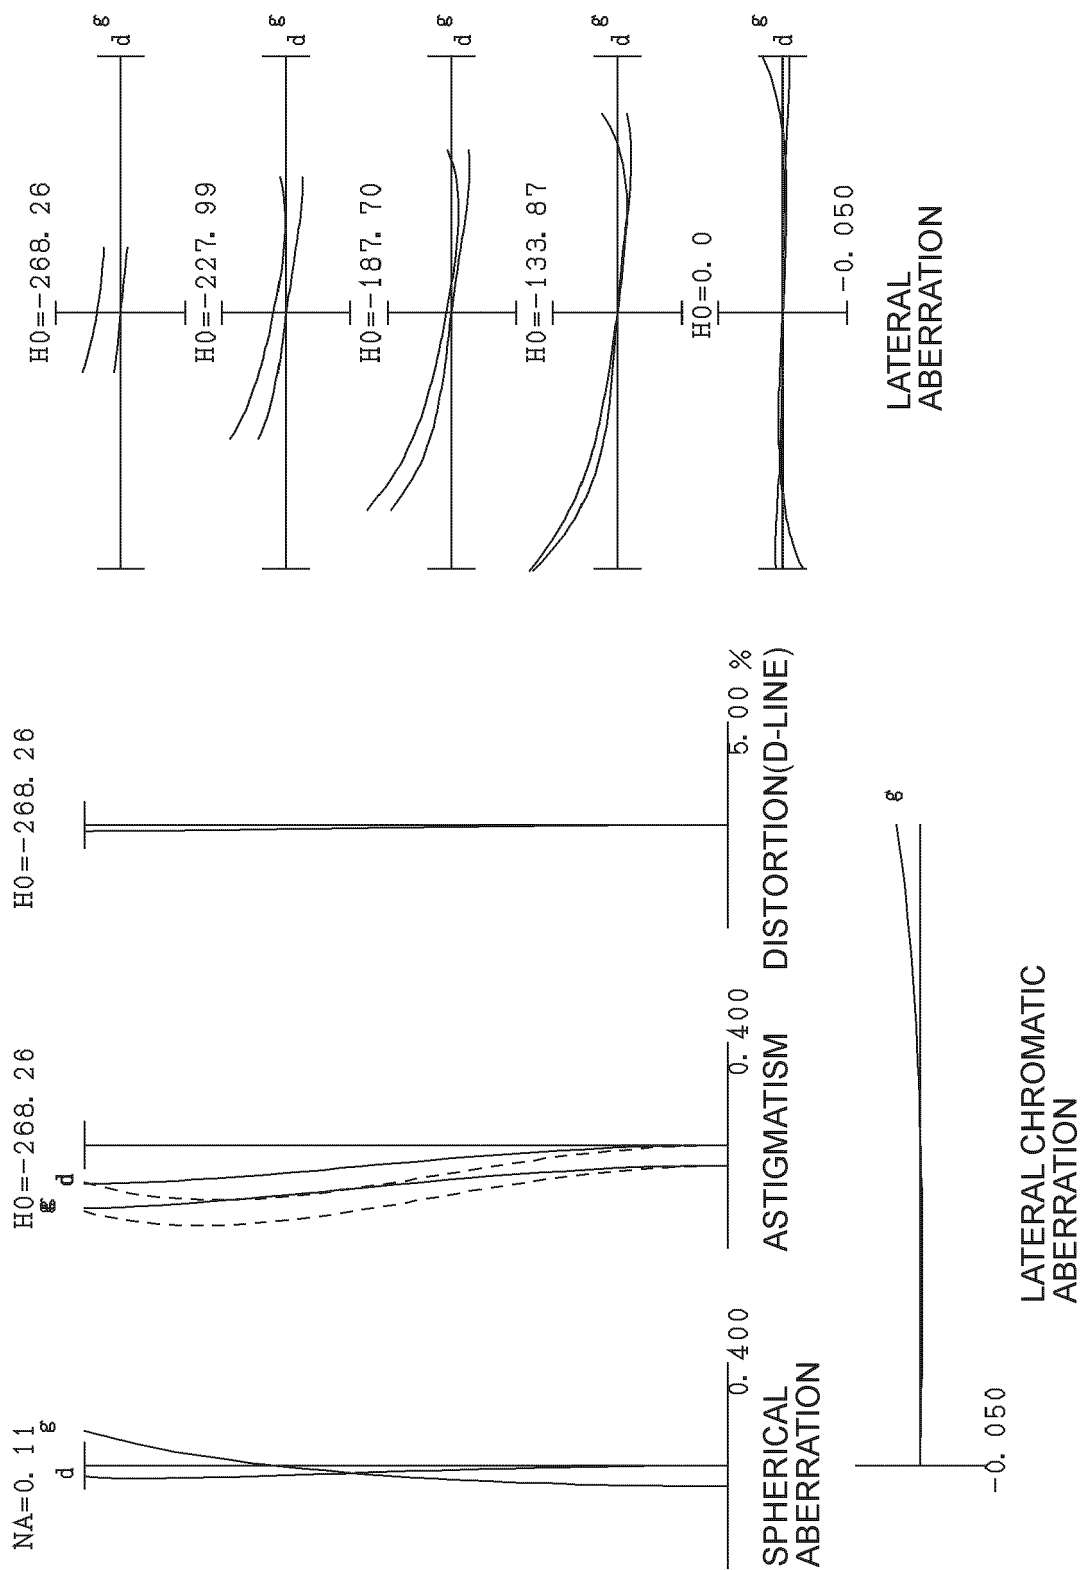 NA=0. 11
d
g
0. 400
SPHERICAL
ABERRATION
H0=-268. 26
g
d
0. 400
ASTIGMATISM
H0=-268. 26
5. 00 %
DISTORTION(D-LINE)
g
-0. 050
LATERAL CHROMATIC
ABERRATION
H0=-268. 26
g
d
H0=-227. 99
g
d
H0=-187. 70
g
d
H0=-133. 87
g
d
H0=0. 0
g
d
-0. 050
LATERAL
ABERRATION